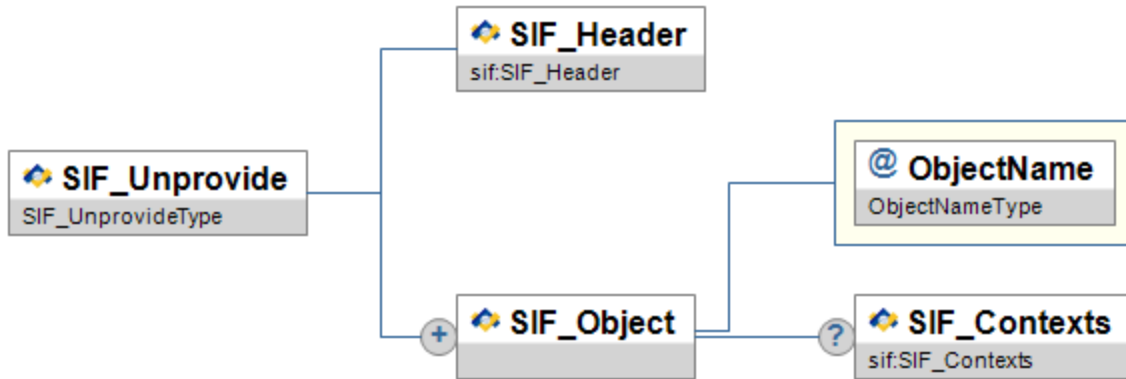 SIF_Header
sif:SIF_Header
SIF_Unprovide
SIF_UnprovideType
@ ObjectName
ObjectNameType
+
SIF_Object
?
SIF_Contexts
sif:SIF_Contexts